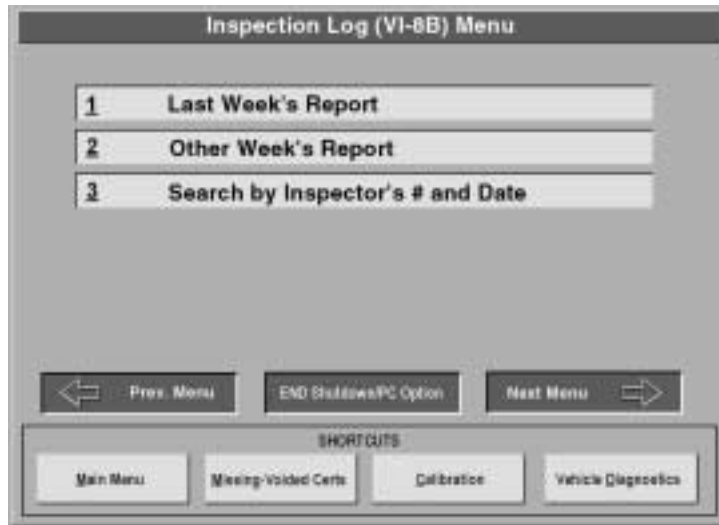 Inspection Log (VI-8B) Menu
1 Last Week's Report
2 Other Week's Report
3 Search by Inspector's # and Date
Prev. Menu END Shutdown/PC Option Next Menu
SHORTCUTS
Main Menu Missing-Voided Certs Calibration Vehicle Diagnostics